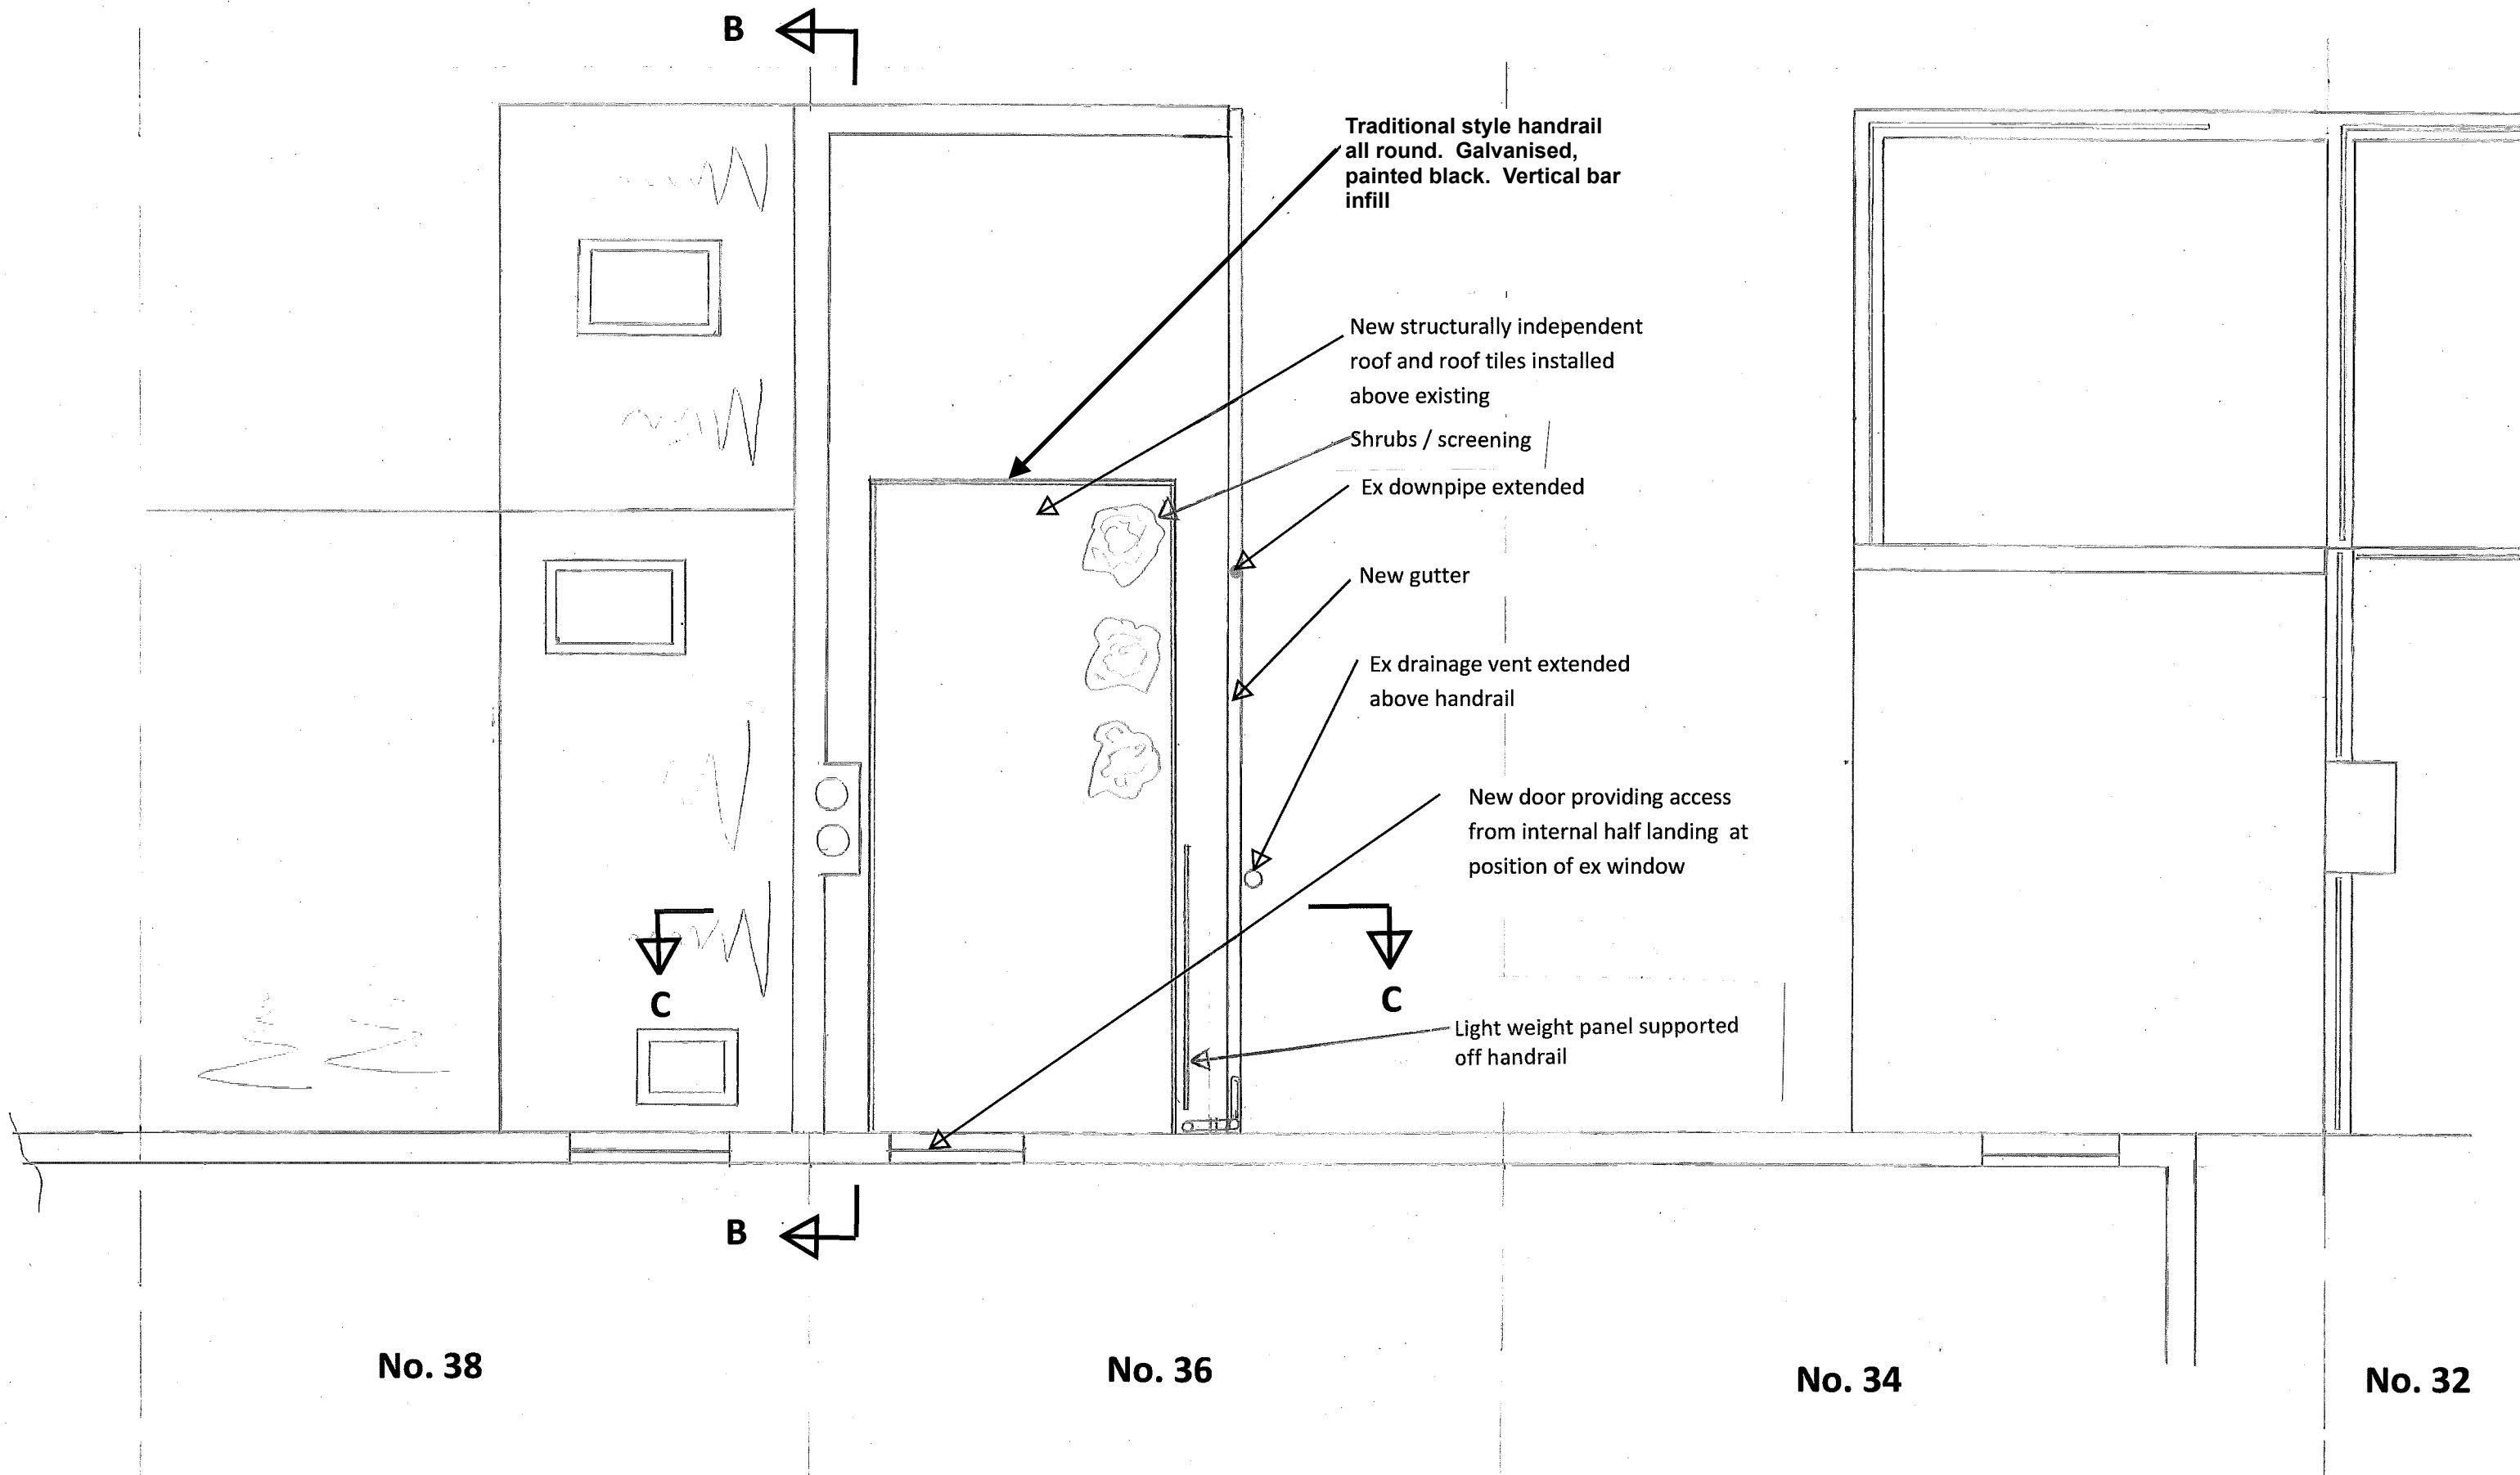 B
Traditional style handrail
all round. Galvanised,
painted black. Vertical bar
infill
New structurally independent
roof and roof tiles installed
above existing
Shrubs / screening
Ex downpipe extended
New gutter
Ex drainage vent extended
above handrail
New door providing access
from internal half landing at
position of ex window
C
C
Light weight panel supported
off handrail
B
No. 38
No. 36
No. 34
No. 32